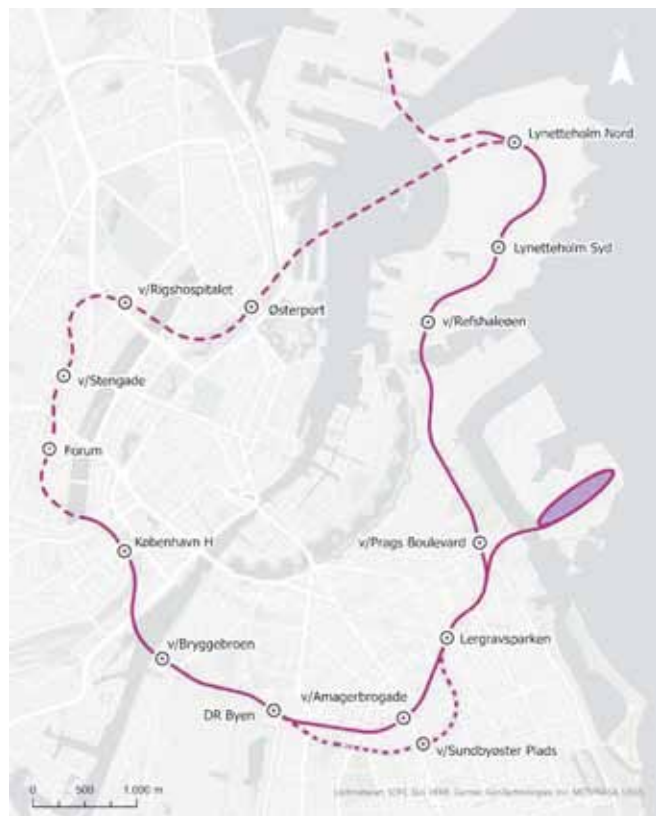 Lynetteholm Nord
Lynetteholm Syd
v/Rigshospitalet
Østerport
v/Refshaleøen
v/Stengade
Forum
København H
v/Prags Boulevard
v/Bryggebroen
Lergravsparken
v/Amagerbrogade
DR Byen
v/Sundbyøster Plads
0 500 1.000 m